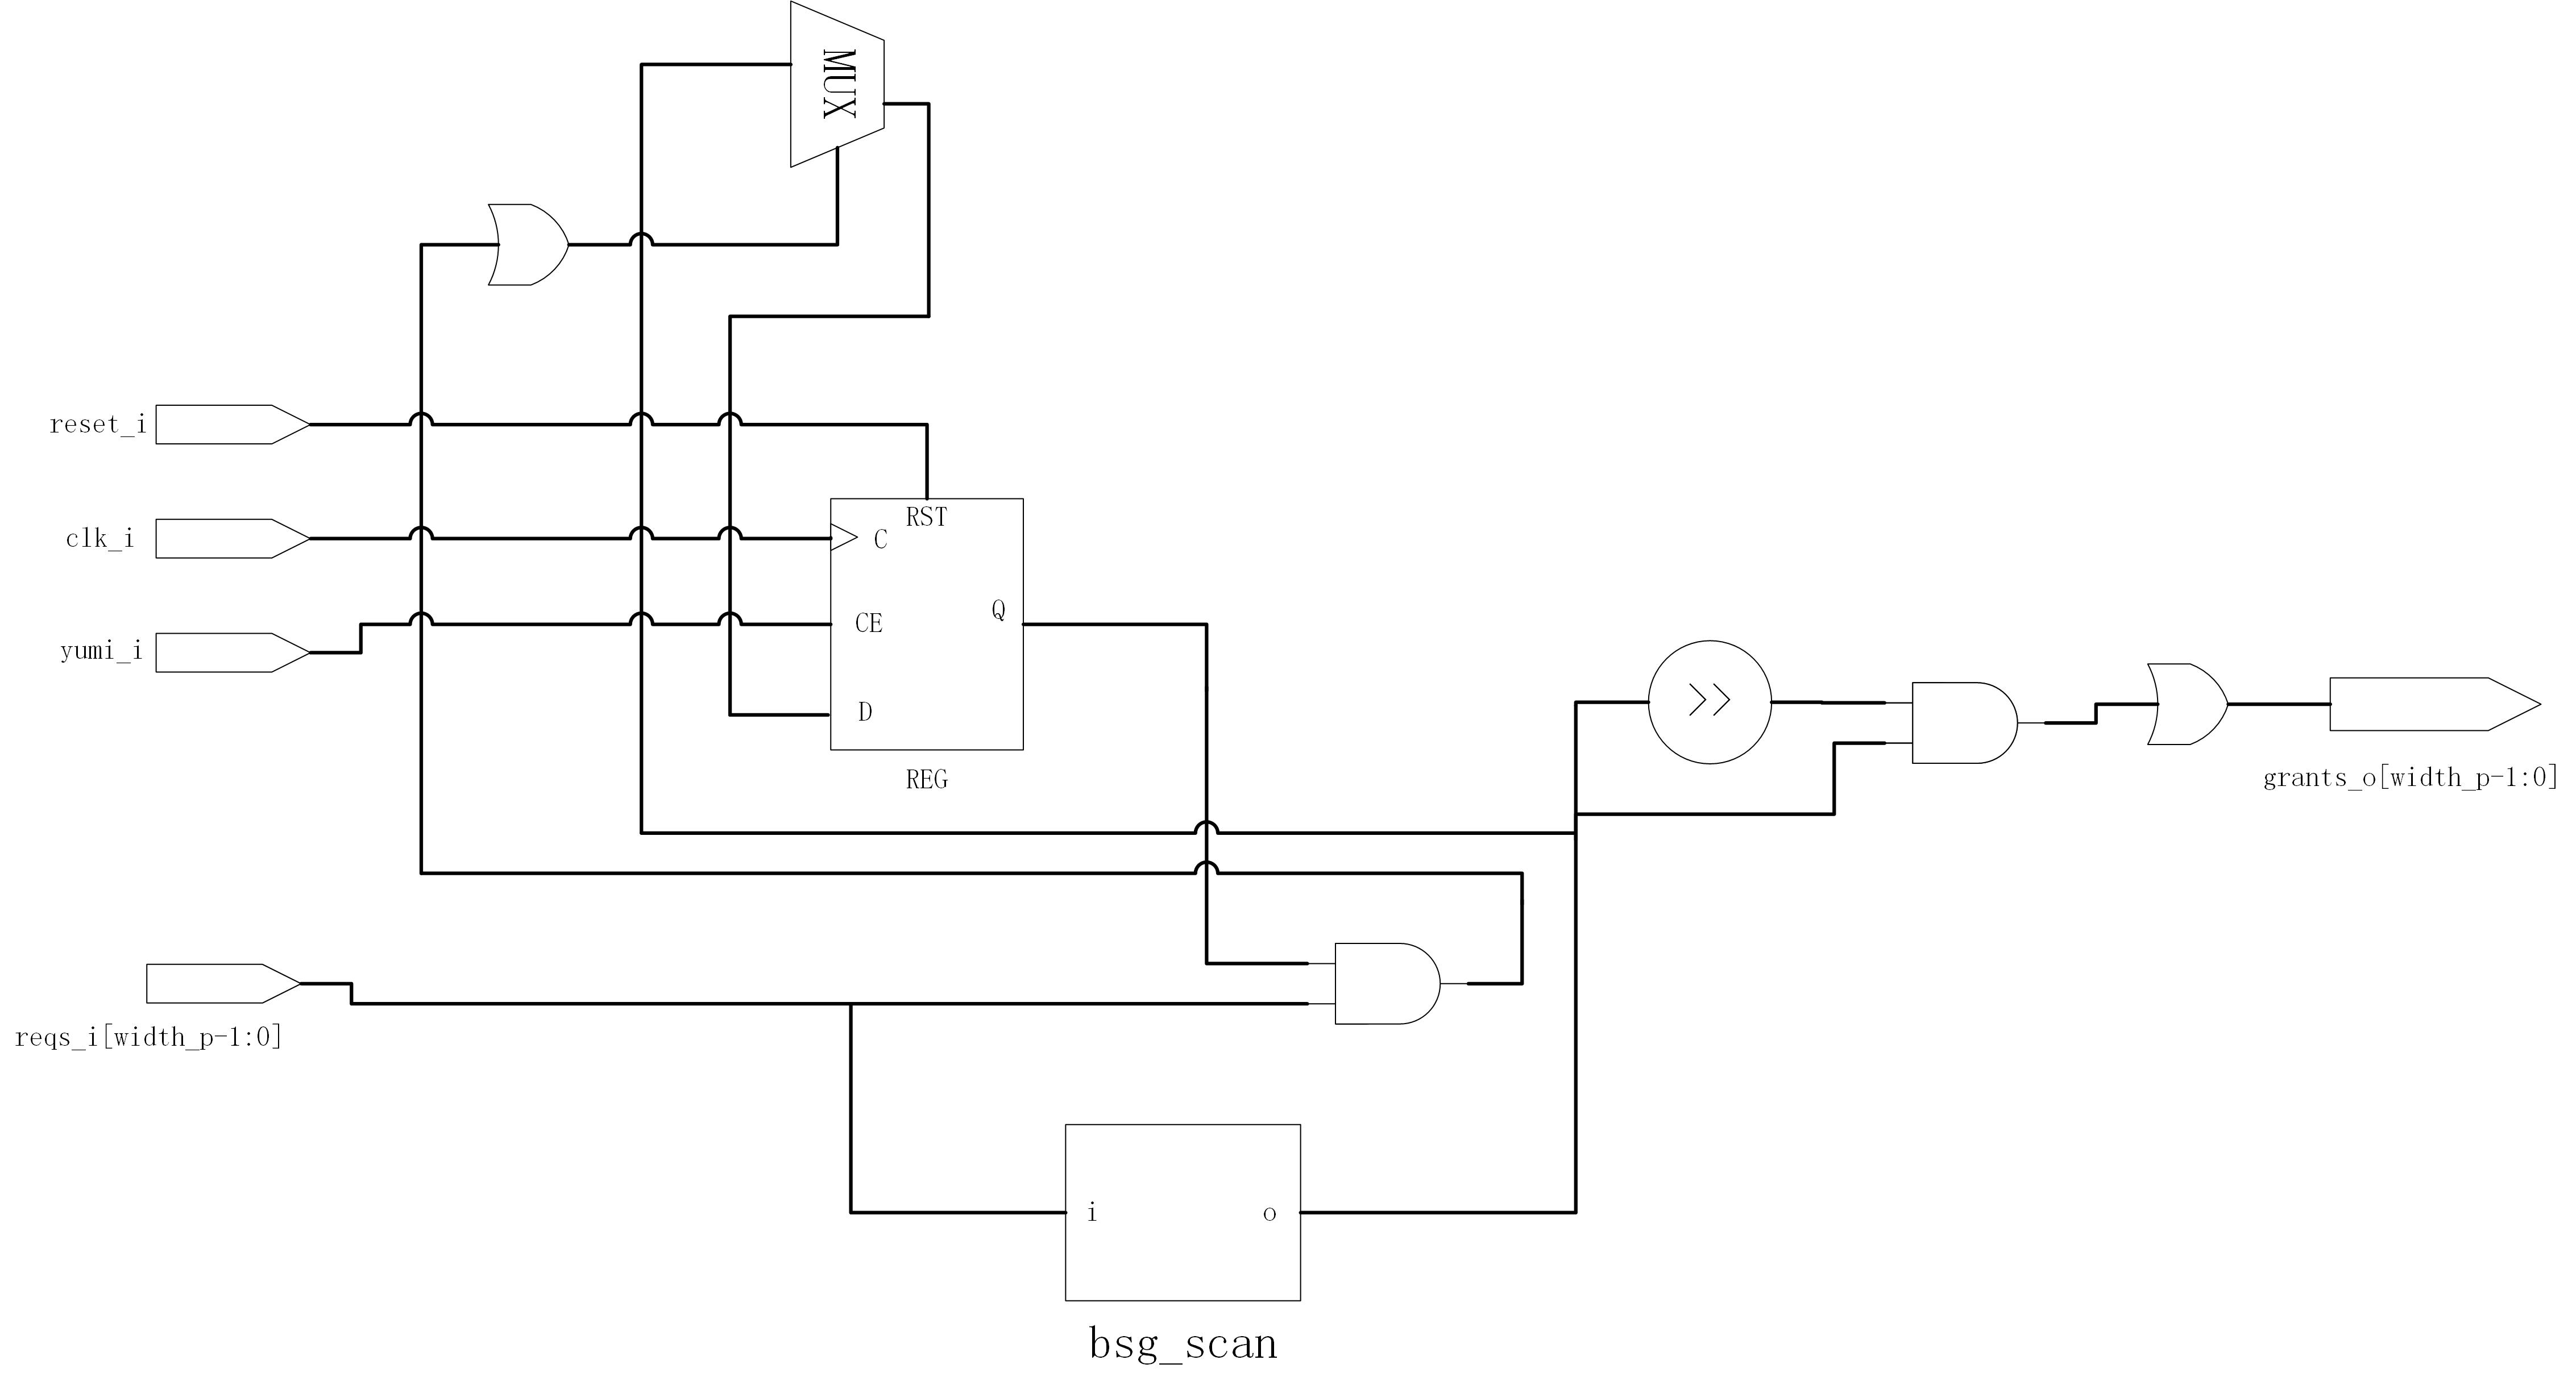 MUX
reset_i
RST
clk_i
C
CE
Q
yumi_i
D
>>
REG
grants_o[width_p-1:0]
reqs_i[width_p-1:0]
i
o
bsg_scan